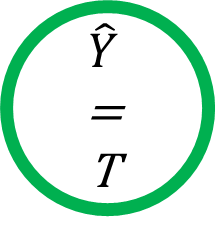 Ŷ
=
T